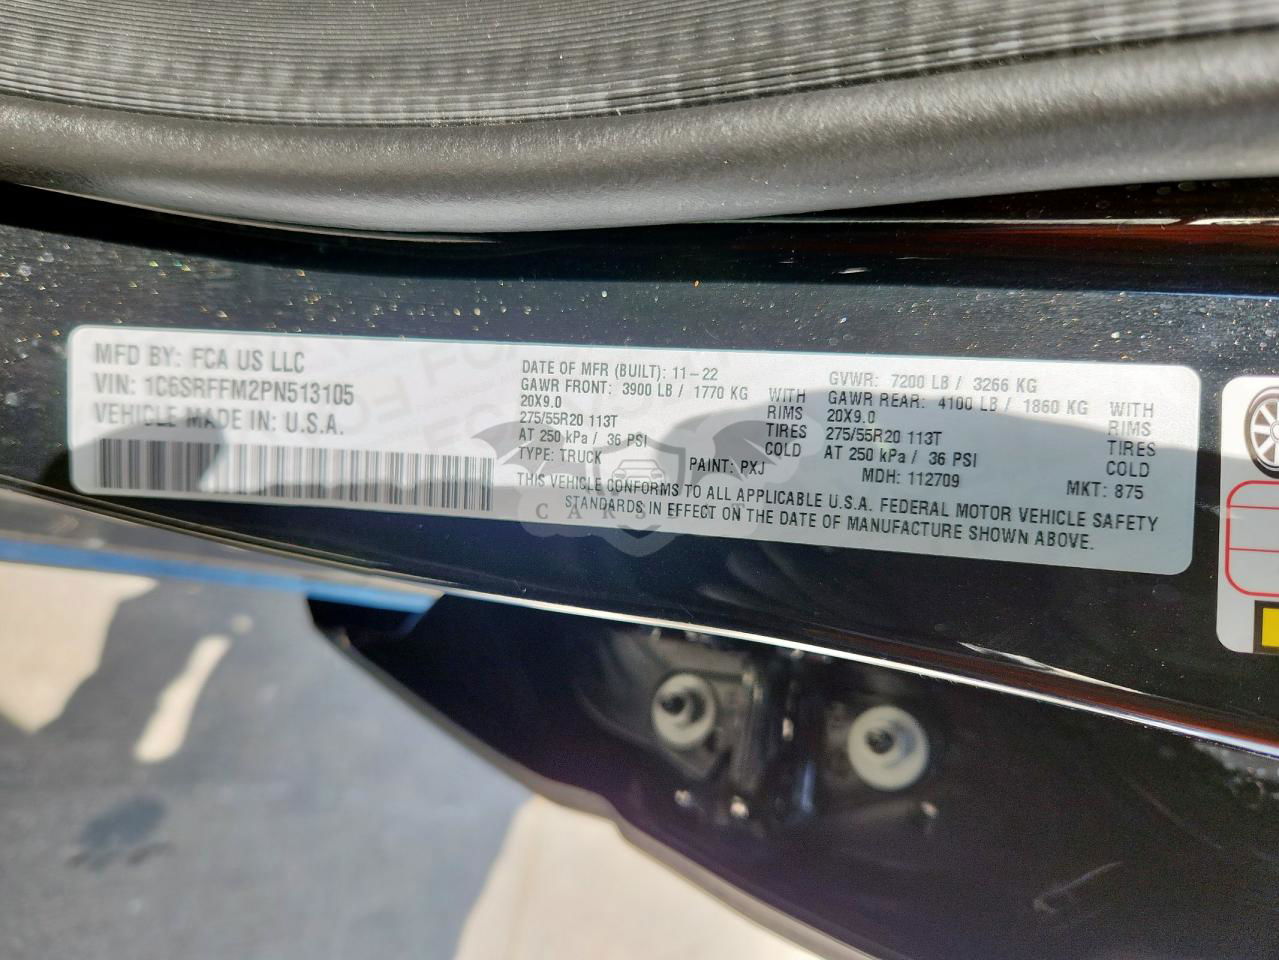 MFD BY: FCA US LLC
VIN: 1C6SRFFM2PN513105
VEHICLE MADE IN: U.S.A.
DATE OF MFR (BUILT): 11-22
GAWR FRONT: 3900 LB / 1770 KG WITH
20X9.0 RIMS
275/55R20 113T TIRES
AT 250 kPa / 36 PSI COLD
TYPE: TRUCK PAINT: PXJ
GVWR: 7200 LB / 3266 KG
GAWR REAR: 4100 LB / 1860 KG WITH
20X9.0 RIMS
275/55R20 113T TIRES
AT 250 kPa / 36 PSI COLD
MDH: 112709 MKT: 875
THIS VEHICLE CONFORMS TO ALL APPLICABLE U.S.A. FEDERAL MOTOR VEHICLE SAFETY
STANDARDS IN EFFECT ON THE DATE OF MANUFACTURE SHOWN ABOVE.